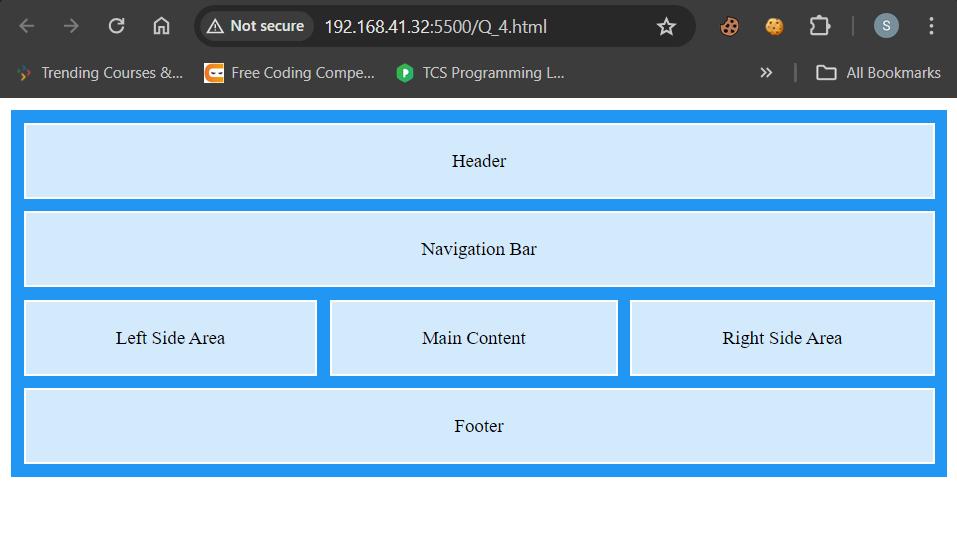 Not secure 192.168.41.32:5500/Q_4.html S
Trending Courses &... Free Coding Compe... TCS Programming L... All Bookmarks
Header
Navigation Bar
Left Side Area Main Content Right Side Area
Footer